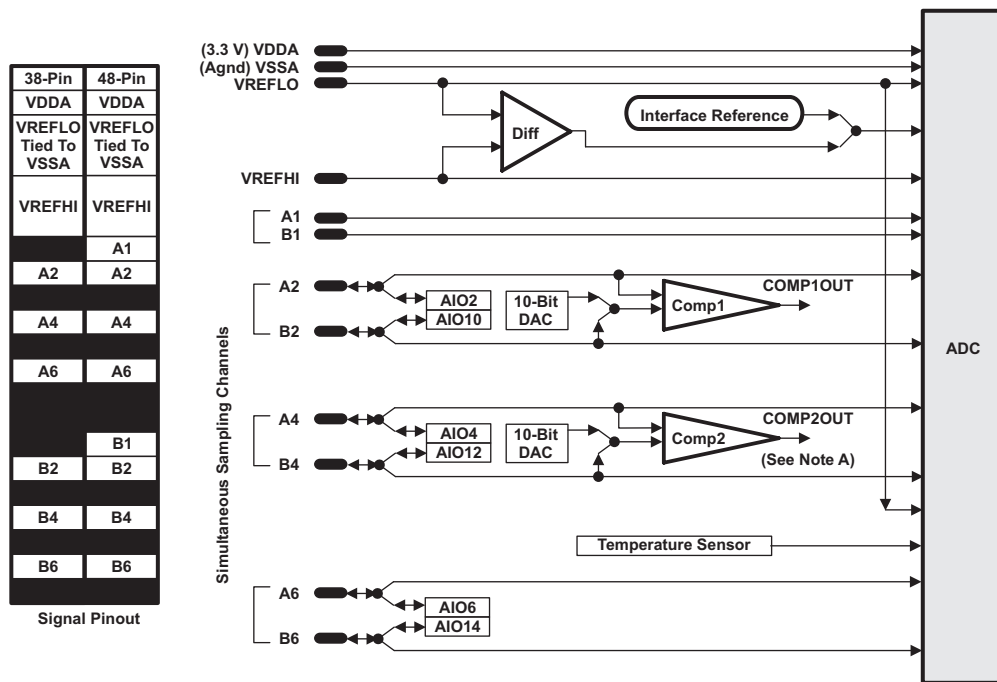 38-Pin 48-Pin
VDDA VDDA
VREFLO VREFLO
Tied To Tied To
VSSA VSSA
VREFHI VREFHI
A1
A2 A2
A4 A4
A6 A6
B1
B2 B2
B4 B4
B6 B6
Signal Pinout
Simultaneous Sampling Channels
(3.3 V) VDDA
(Agnd) VSSA
VREFLO
Interface Reference
Diff
VREFHI
A1
B1
A2
AIO2
AIO10
B2
10-Bit
DAC
Comp1
COMP1OUT
A4
AIO4
AIO12
B4
10-Bit
DAC
Comp2
COMP2OUT
(See Note A)
Temperature Sensor
A6
AIO6
AIO14
B6
ADC